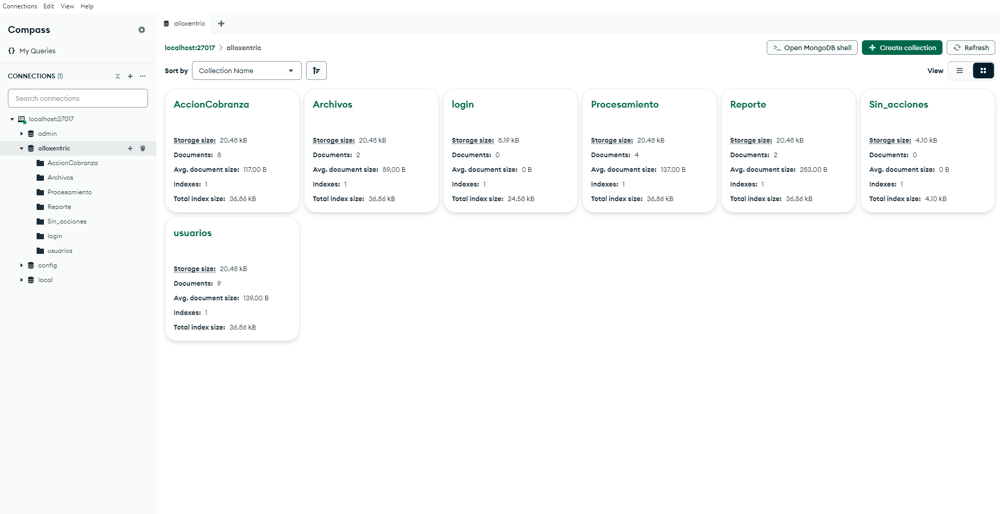 Connections Edit View Help
Compass
{} My Queries
CONNECTIONS (1)
Search connections
localhost:27017
admin
alloxentric
AccionCobranza
Archivos
Procesamiento
Reporte
Sin_acciones
login
usuarios
config
local
alloxentric
localhost:27017 > alloxentric
>_ Open MongoDB shell
+ Create collection
Refresh
Sort by Collection Name
View
AccionCobranza
Storage size: 20.48 kB
Documents: 8
Avg. document size: 117.00 B
Indexes: 1
Total index size: 36.86 kB
Archivos
Storage size: 20.48 kB
Documents: 2
Avg. document size: 89.00 B
Indexes: 1
Total index size: 36.86 kB
login
Storage size: 8.19 kB
Documents: 0
Avg. document size: 0 B
Indexes: 1
Total index size: 24.58 kB
Procesamiento
Storage size: 20.48 kB
Documents: 4
Avg. document size: 137.00 B
Indexes: 1
Total index size: 36.86 kB
Reporte
Storage size: 20.48 kB
Documents: 2
Avg. document size: 253.00 B
Indexes: 1
Total index size: 36.86 kB
Sin_acciones
Storage size: 4.10 kB
Documents: 0
Avg. document size: 0 B
Indexes: 1
Total index size: 4.10 kB
usuarios
Storage size: 20.48 kB
Documents: 9
Avg. document size: 139.00 B
Indexes: 1
Total index size: 36.86 kB